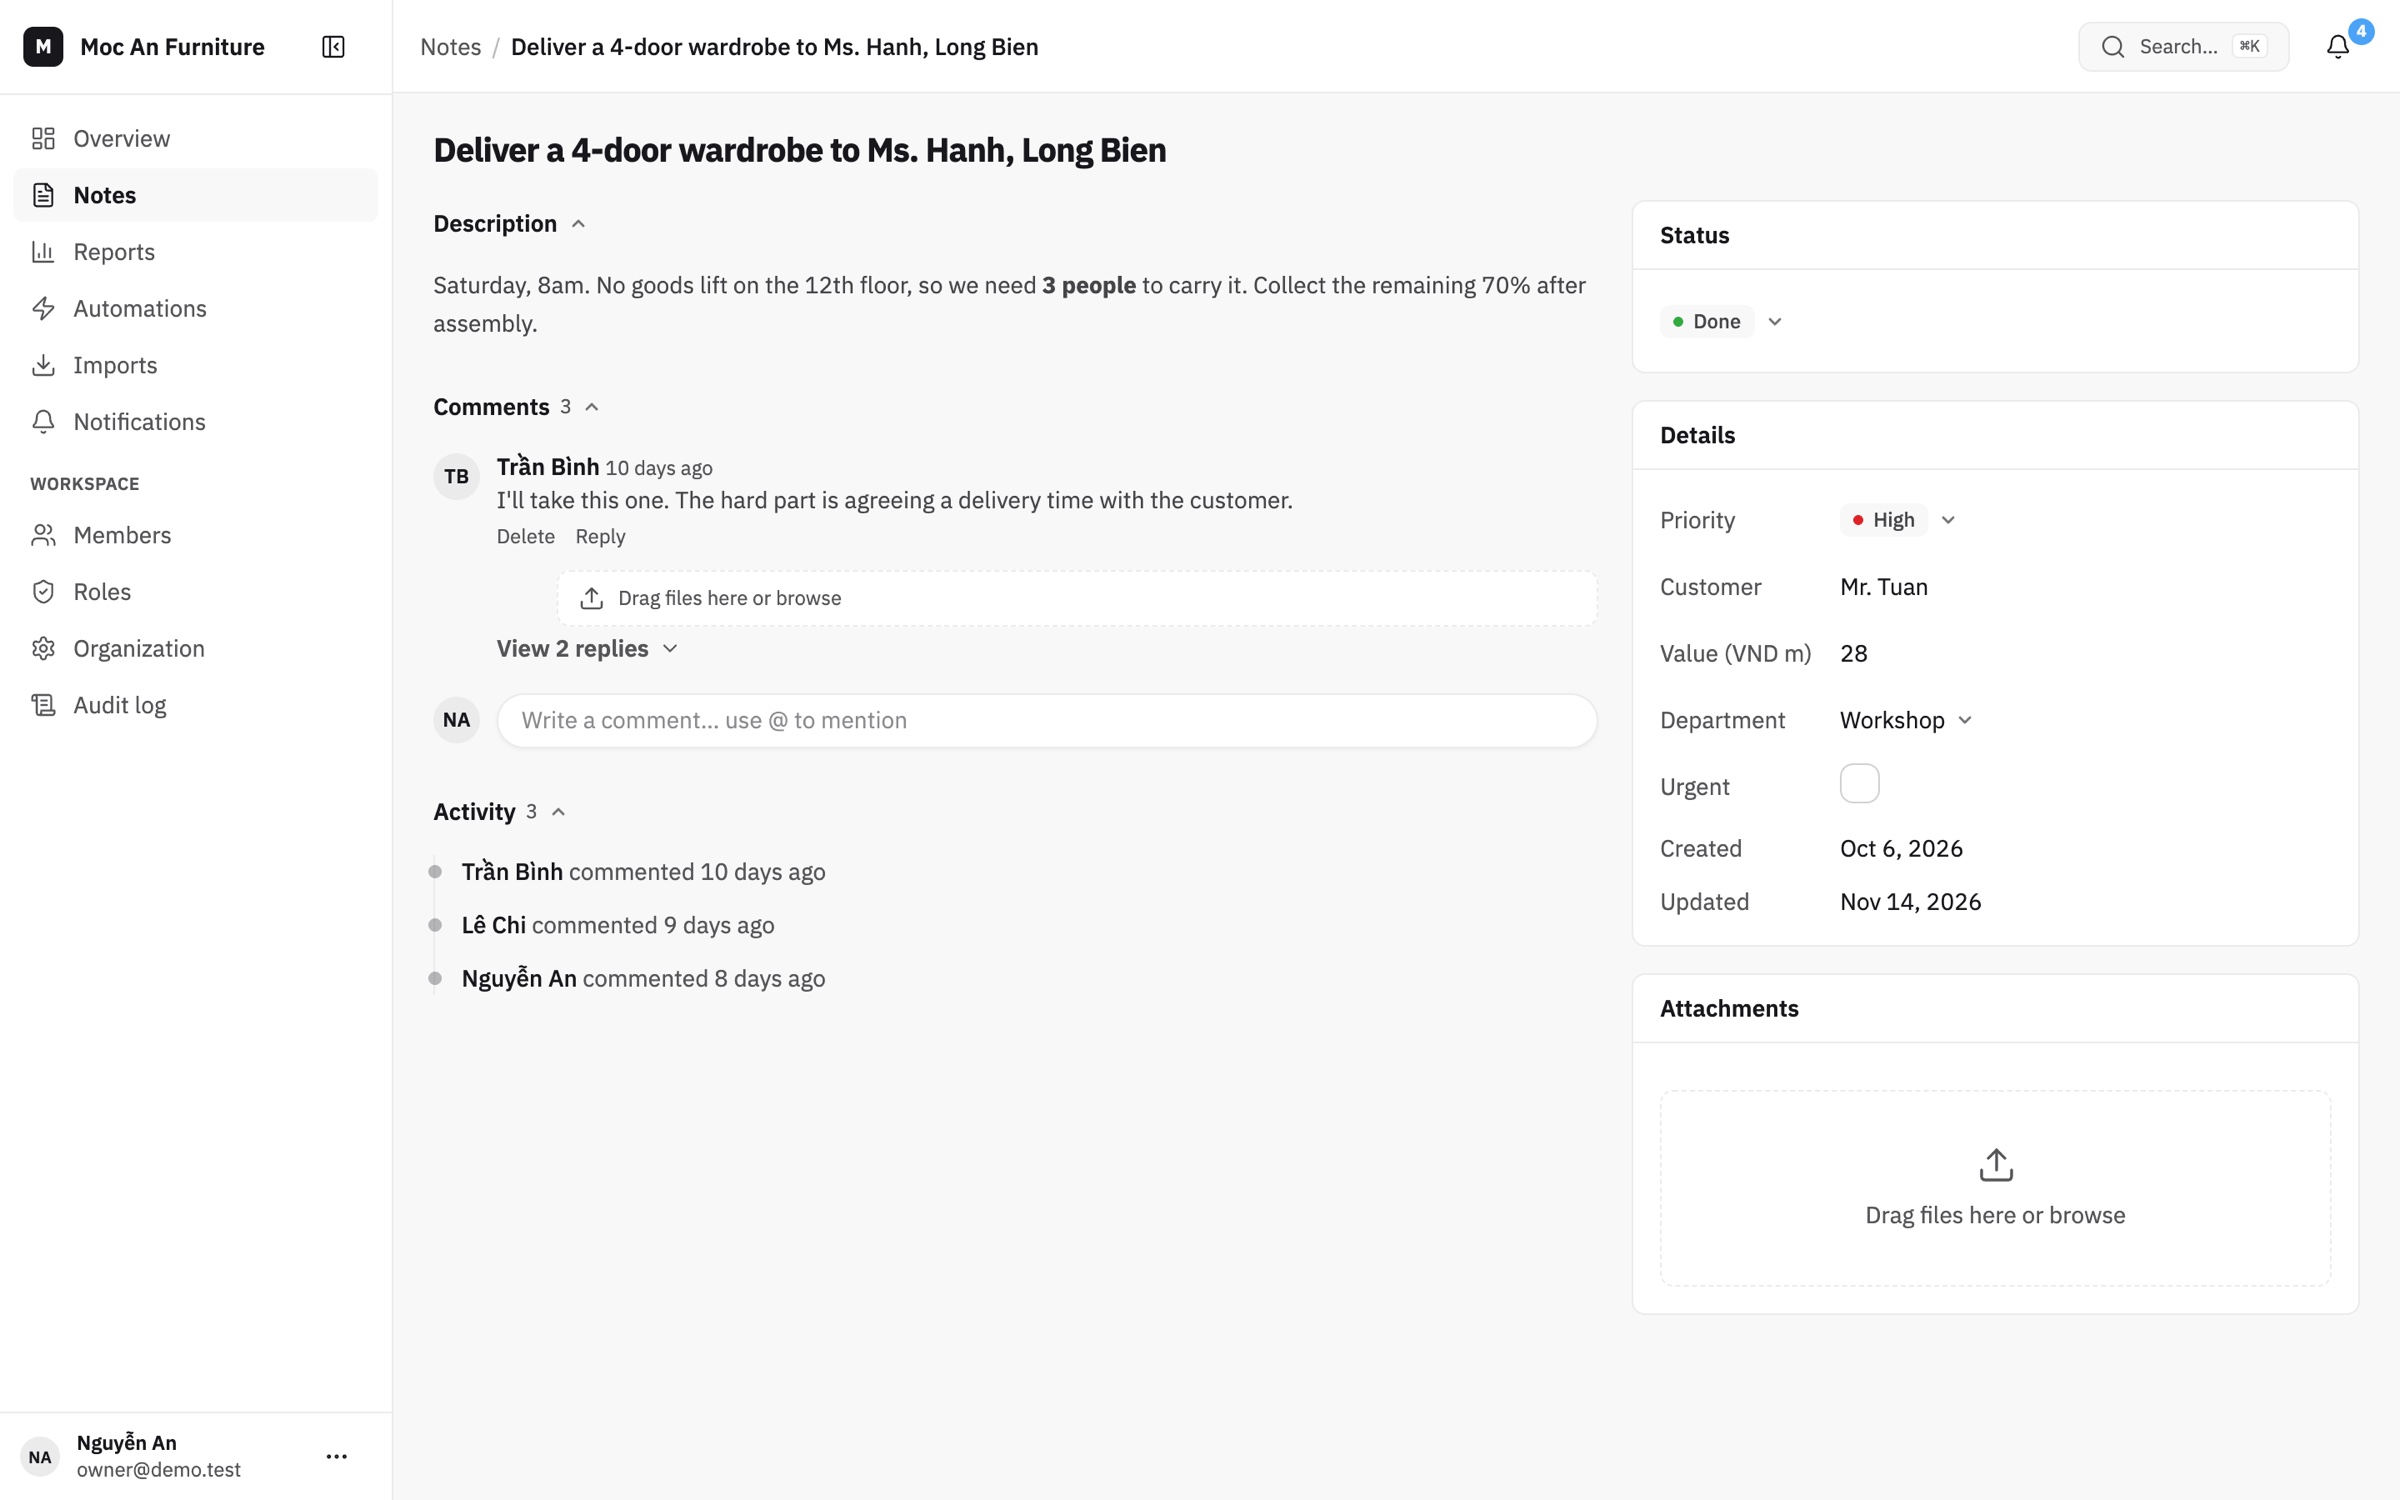 M Moc An Furniture
Notes / Deliver a 4-door wardrobe to Ms. Hanh, Long Bien
Search... ⌘K
4
Overview
Notes
Reports
Automations
Imports
Notifications
WORKSPACE
Members
Roles
Organization
Audit log
NA Nguyễn An
owner@demo.test
Deliver a 4-door wardrobe to Ms. Hanh, Long Bien
Description
Saturday, 8am. No goods lift on the 12th floor, so we need 3 people to carry it. Collect the remaining 70% after
assembly.
Comments 3
TB Trần Bình 10 days ago
I'll take this one. The hard part is agreeing a delivery time with the customer.
Delete Reply
Drag files here or browse
View 2 replies
NA Write a comment... use @ to mention
Activity 3
Trần Bình commented 10 days ago
Lê Chi commented 9 days ago
Nguyễn An commented 8 days ago
Status
Done
Details
Priority High
Customer Mr. Tuan
Value (VND m) 28
Department Workshop
Urgent
Created Oct 6, 2026
Updated Nov 14, 2026
Attachments
Drag files here or browse